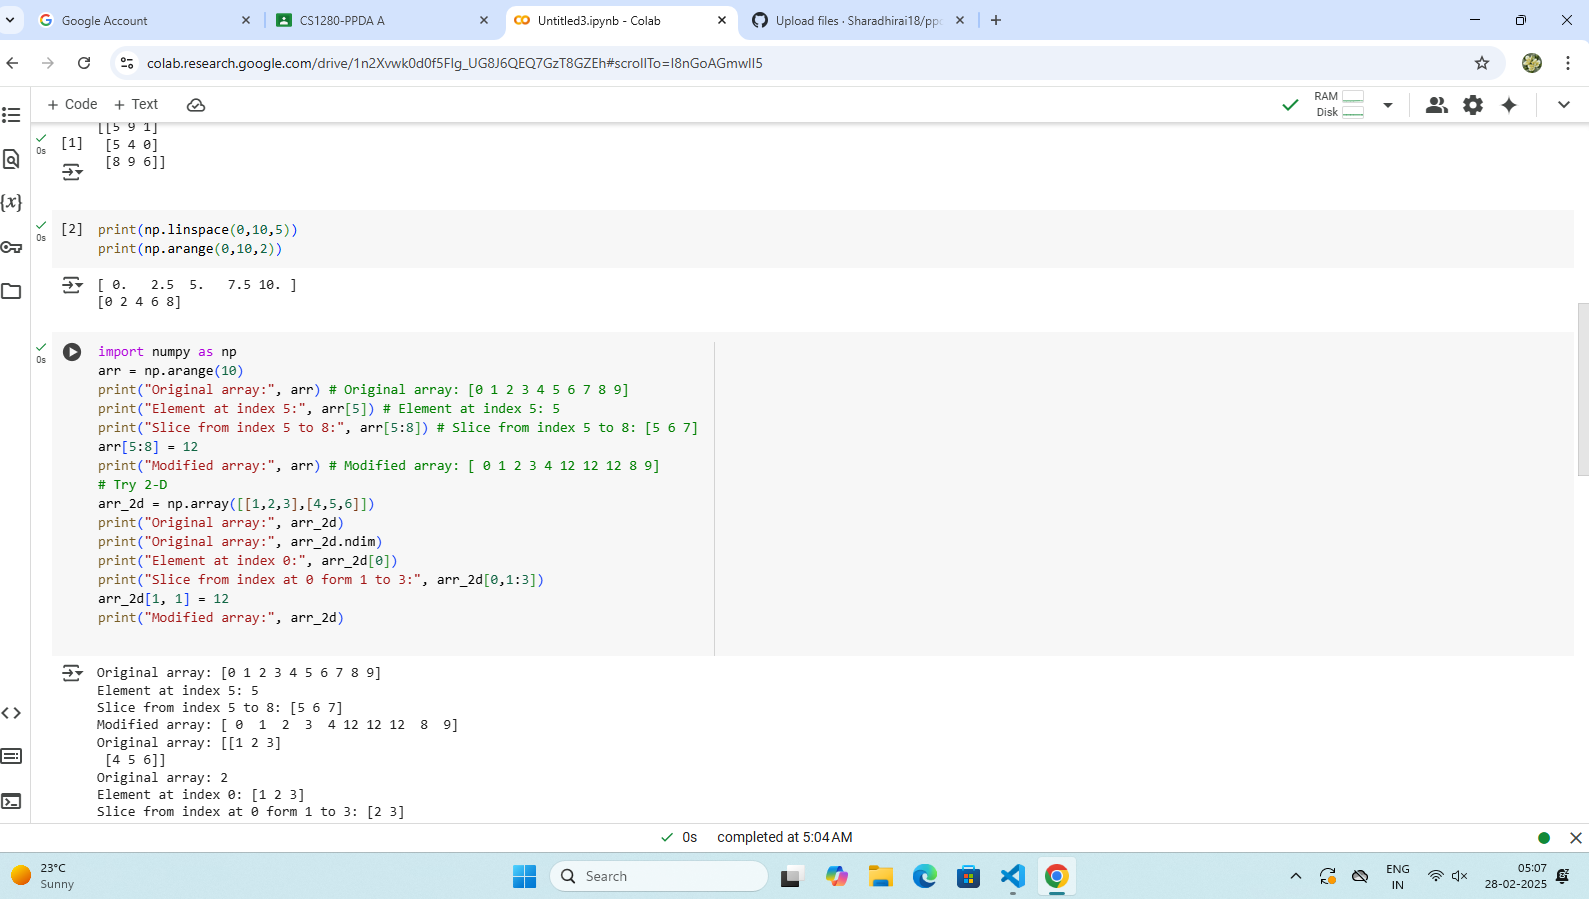 Google Account
CS1280-PPDA A
Untitled3.ipynb - Colab
Upload files · Sharadhirai18/ppd
colab.research.google.com/drive/1n2Xvwk0d0f5FIg_UG8J6QEQ7GzT8GZEh#scrollTo=I8nGoAGmwlI5
+ Code + Text
RAM
Disk
[[5 9 1]
[1] [5 4 0]
0s
[8 9 6]]
{x}
[2] print(np.linspace(0,10,5))
0s
print(np.arange(0,10,2))
[ 0.   2.5  5.   7.5 10. ]
[0 2 4 6 8]
0s
import numpy as np
arr = np.arange(10)
print("Original array:", arr) # Original array: [0 1 2 3 4 5 6 7 8 9]
print("Element at index 5:", arr[5]) # Element at index 5: 5
print("Slice from index 5 to 8:", arr[5:8]) # Slice from index 5 to 8: [5 6 7]
arr[5:8] = 12
print("Modified array:", arr) # Modified array: [ 0 1 2 3 4 12 12 12 8 9]
# Try 2-D
arr_2d = np.array([[1,2,3],[4,5,6]])
print("Original array:", arr_2d)
print("Original array:", arr_2d.ndim)
print("Element at index 0:", arr_2d[0])
print("Slice from index at 0 form 1 to 3:", arr_2d[0,1:3])
arr_2d[1, 1] = 12
print("Modified array:", arr_2d)
Original array: [0 1 2 3 4 5 6 7 8 9]
Element at index 5: 5
Slice from index 5 to 8: [5 6 7]
Modified array: [ 0  1  2  3  4 12 12 12  8  9]
Original array: [[1 2 3]
[4 5 6]]
Original array: 2
Element at index 0: [1 2 3]
Slice from index at 0 form 1 to 3: [2 3]
0s completed at 5:04 AM
23°C
Sunny
Search
ENG
IN
05:07
28-02-2025